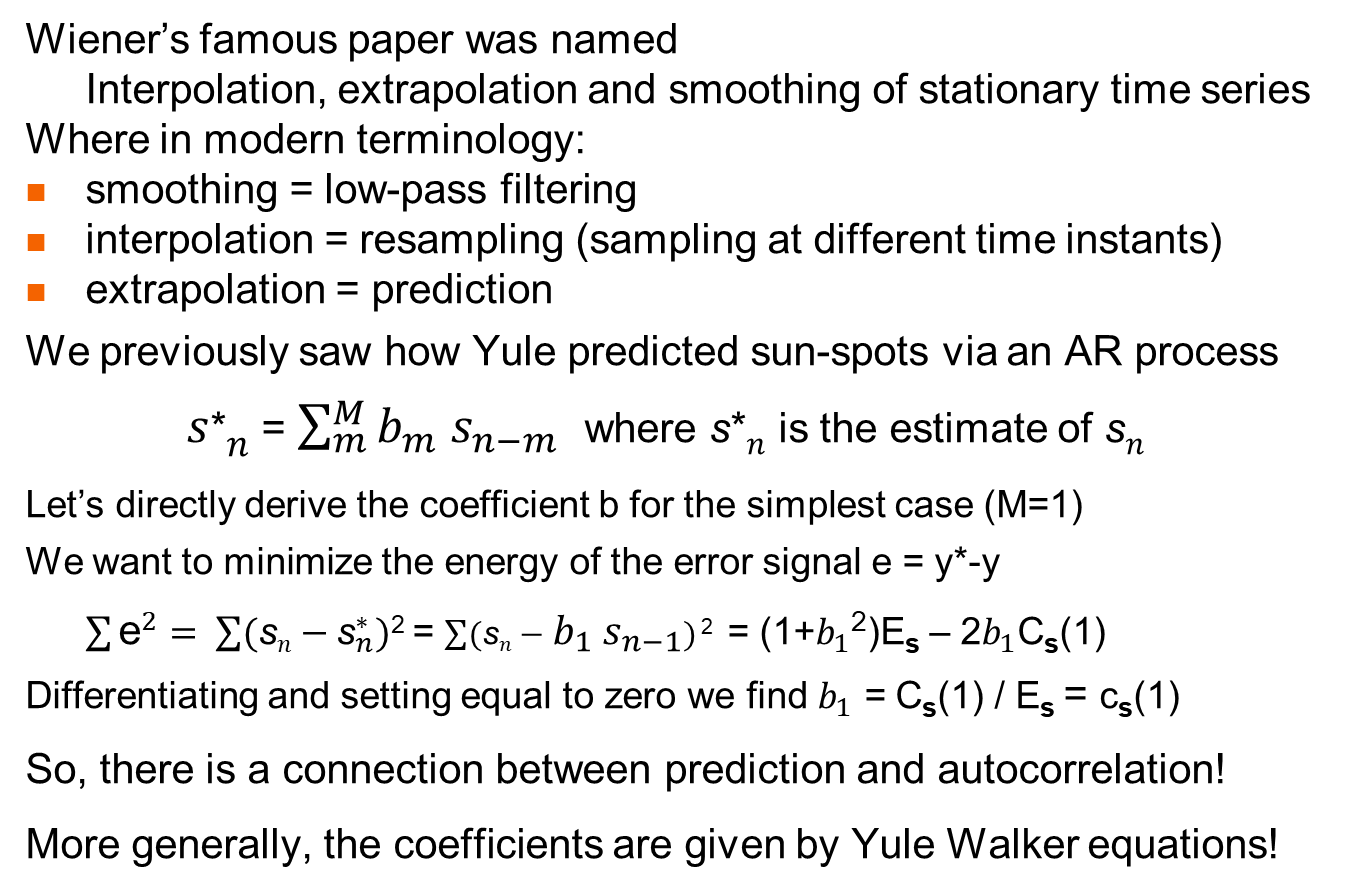 Wiener’s famous paper was named
Interpolation, extrapolation and smoothing of stationary time series
Where in modern terminology:
■ smoothing = low-pass filtering
■ interpolation = resampling (sampling at different time instants)
■ extrapolation = prediction
We previously saw how Yule predicted sun-spots via an AR process
s*ₙ = ∑ₘᴹ bₘ sₙ₋ₘ where s*ₙ is the estimate of sₙ
Let’s directly derive the coefficient b for the simplest case (M=1)
We want to minimize the energy of the error signal e = y*-y
∑ e² = ∑(sₙ − s*ₙ)² = ∑(sₙ − b₁ sₙ₋₁)² = (1+b₁²)Eₛ – 2b₁Cₛ(1)
Differentiating and setting equal to zero we find b₁ = Cₛ(1) / Eₛ = cₛ(1)
So, there is a connection between prediction and autocorrelation!
More generally, the coefficients are given by Yule Walker equations!